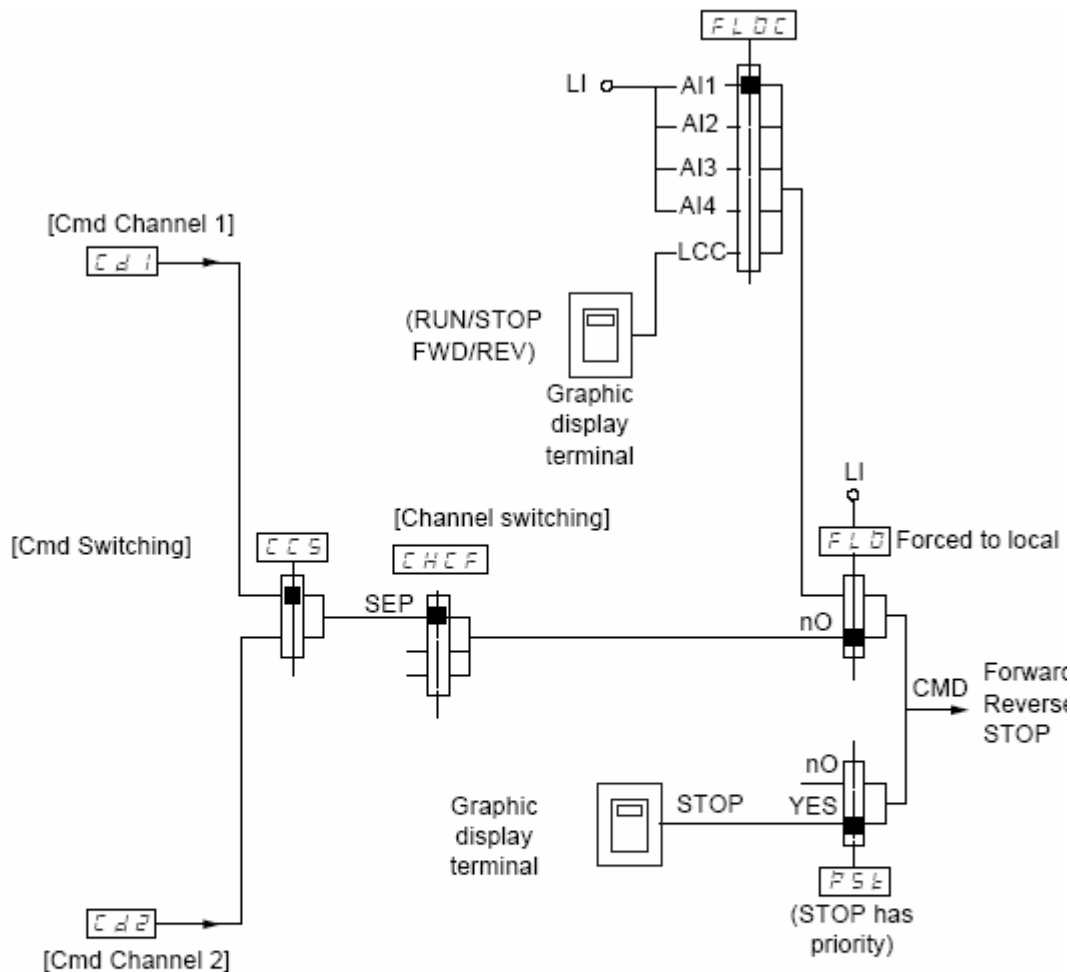 FLOC
LI
AI1
AI2
AI3
AI4
LCC
[Cmd Channel 1]
Cd1
(RUN/STOP
FWD/REV)
Graphic
display
terminal
LI
[Channel switching]
[Cmd Switching]
CCS
CHCF
FLO Forced to local
SEP
nO
CMD
Forward
Reverse
STOP
nO
Graphic
display
terminal
STOP
YES
PSt
(STOP has
priority)
Cd2
[Cmd Channel 2]